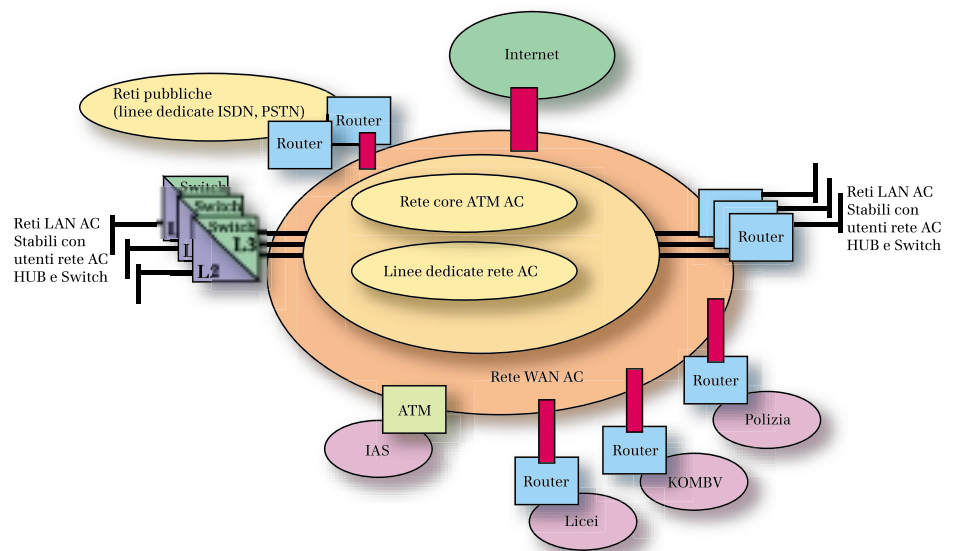 Internet
Reti pubbliche
(linee dedicate ISDN, PSTN)
Router
Router
Rete core ATM AC
Linee dedicate rete AC
Switch
Switch
Switch
L
L
L3
L2
Reti LAN AC
Stabili con
utenti rete AC
HUB e Switch
Router
Reti LAN AC
Stabili con
utenti rete AC
HUB e Switch
Rete WAN AC
ATM
IAS
Router
Licei
Router
KOMBV
Router
Polizia